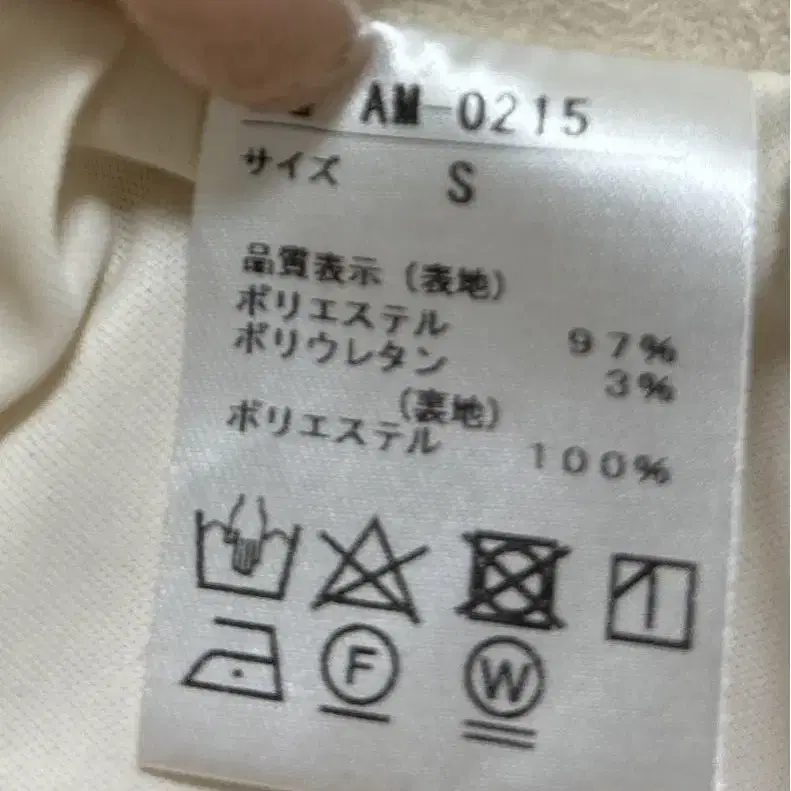 AM-0215
サイズ S
品質表示 (表地)
ポリエステル 97%
ポリウレタン 3%
(裏地)
ポリエステル 100%
F W